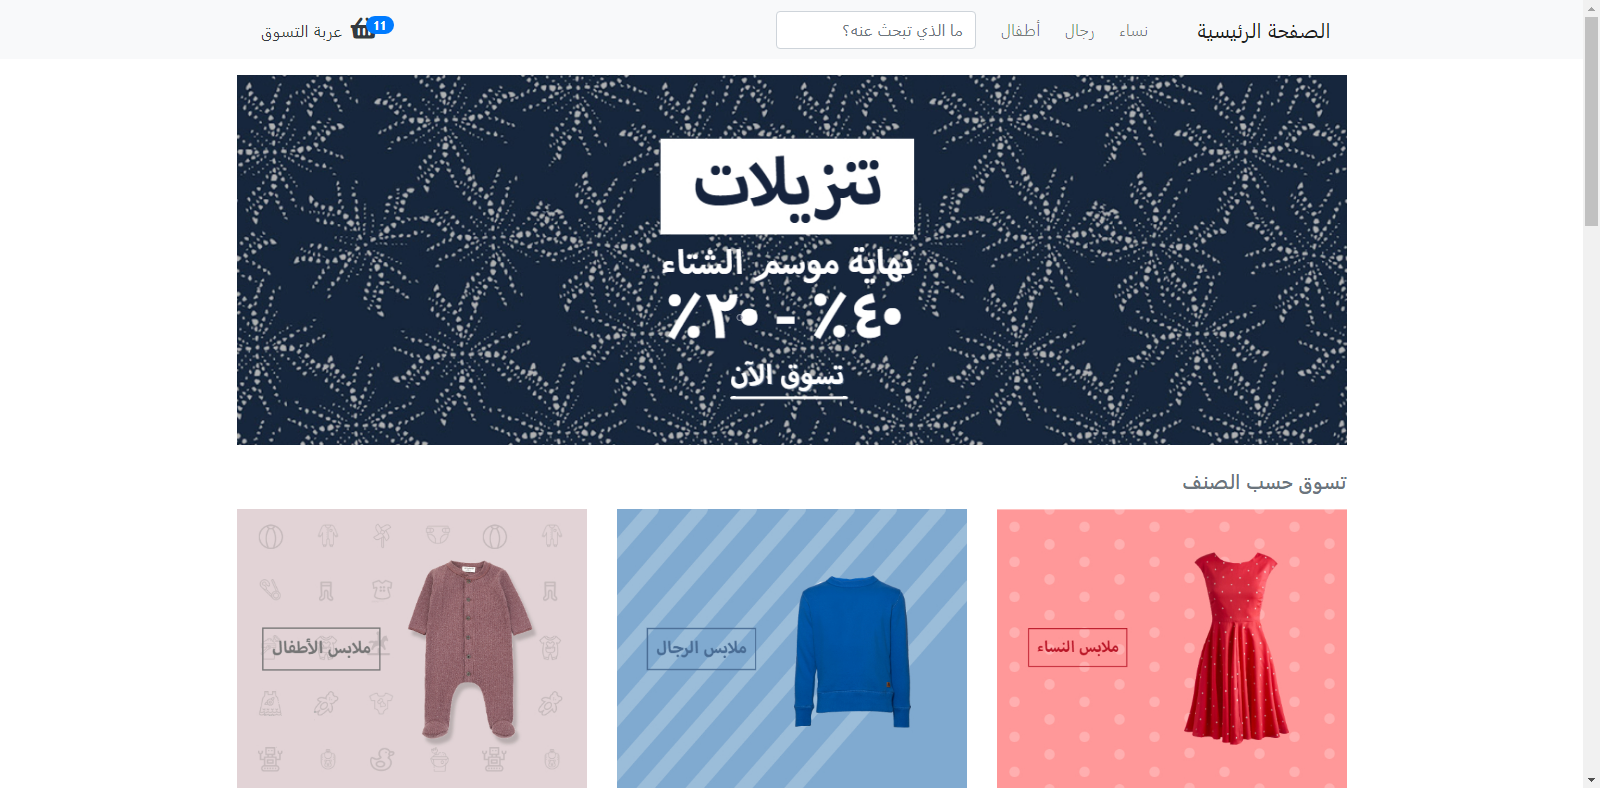 الصفحة الرئيسية
نساء
رجال
أطفال
ما الذي تبحث عنه؟
11
عربة التسوق
تنزيلات
نهاية موسم الشتاء
٤٠٪ - ٢٠٪
تسوق الآن
تسوق حسب الصنف
ملابس النساء
ملابس الرجال
ملابس الأطفال